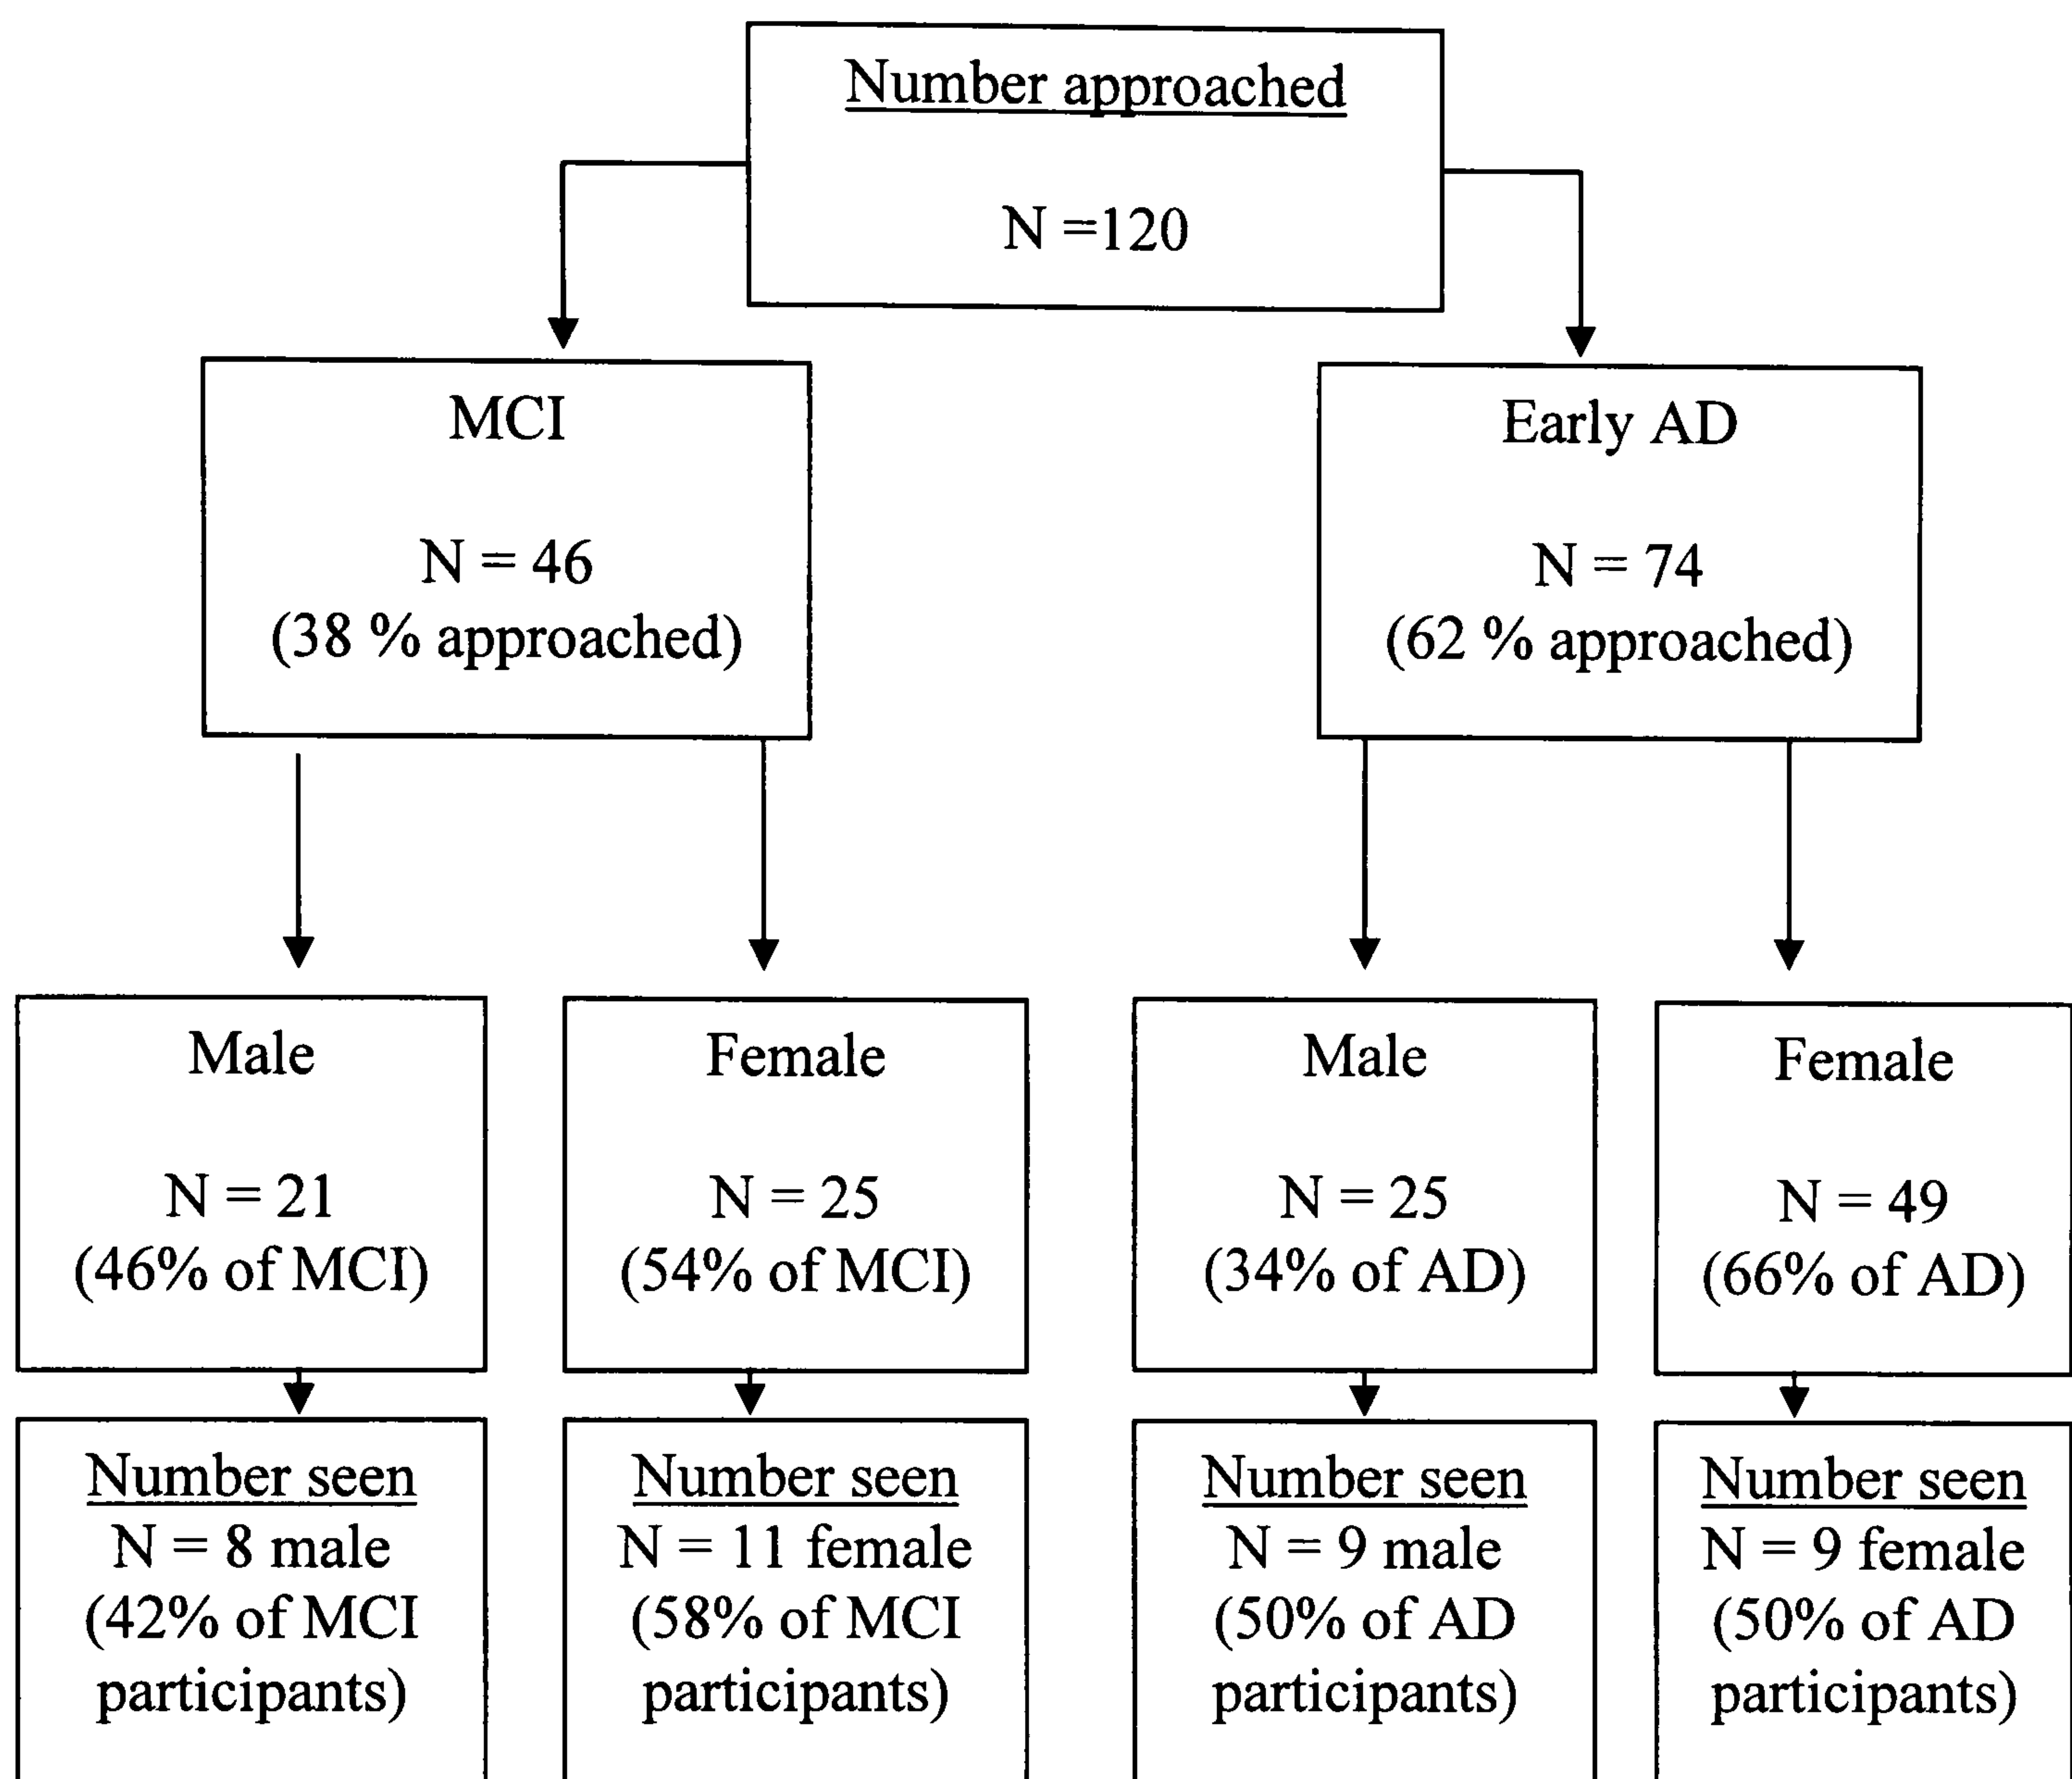 Number approached
N =120
MCI
N = 46
(38 % approached)
Early AD
N = 74
(62 % approached)
Male
N = 21
(46% of MCI)
Female
N = 25
(54% of MCI)
Male
N = 25
(34% of AD)
Female
N = 49
(66% of AD)
Number seen
N = 8 male
(42% of MCI
participants)
Number seen
N = 11 female
(58% of MCI
participants)
Number seen
N = 9 male
(50% of AD
participants)
Number seen
N = 9 female
(50% of AD
participants)